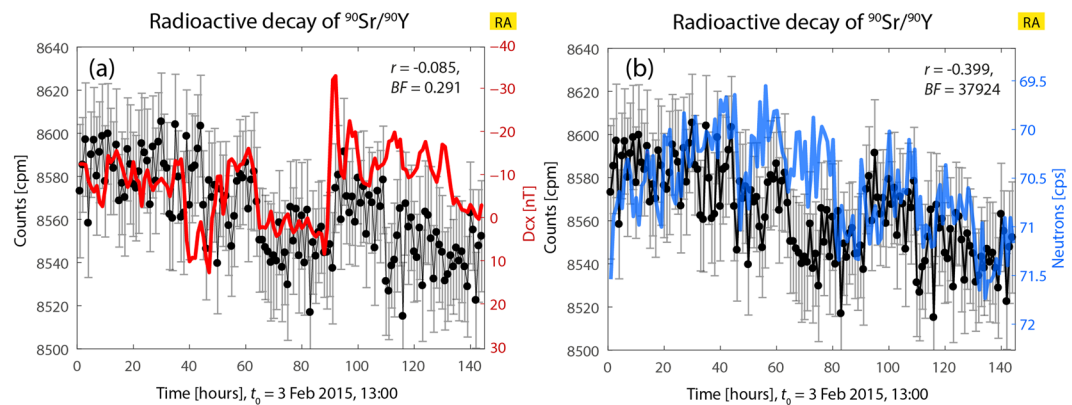 Radioactive decay of ⁹⁰Sr/⁹⁰Y
RA
(a)
r = -0.085,
BF = 0.291
Counts [cpm]
8640
8620
8600
8580
8560
8540
8520
8500
−40
-30
-20
-10
0
10
20
30
Dcx [nT]
0 20 40 60 80 100 120 140
Time [hours], t₀ = 3 Feb 2015, 13:00
Radioactive decay of ⁹⁰Sr/⁹⁰Y
RA
(b)
r = -0.399,
BF = 37924
Counts [cpm]
8640
8620
8600
8580
8560
8540
8520
8500
69.5
70
70.5
71
71.5
72
Neutrons [cps]
0 20 40 60 80 100 120 140
Time [hours], t₀ = 3 Feb 2015, 13:00